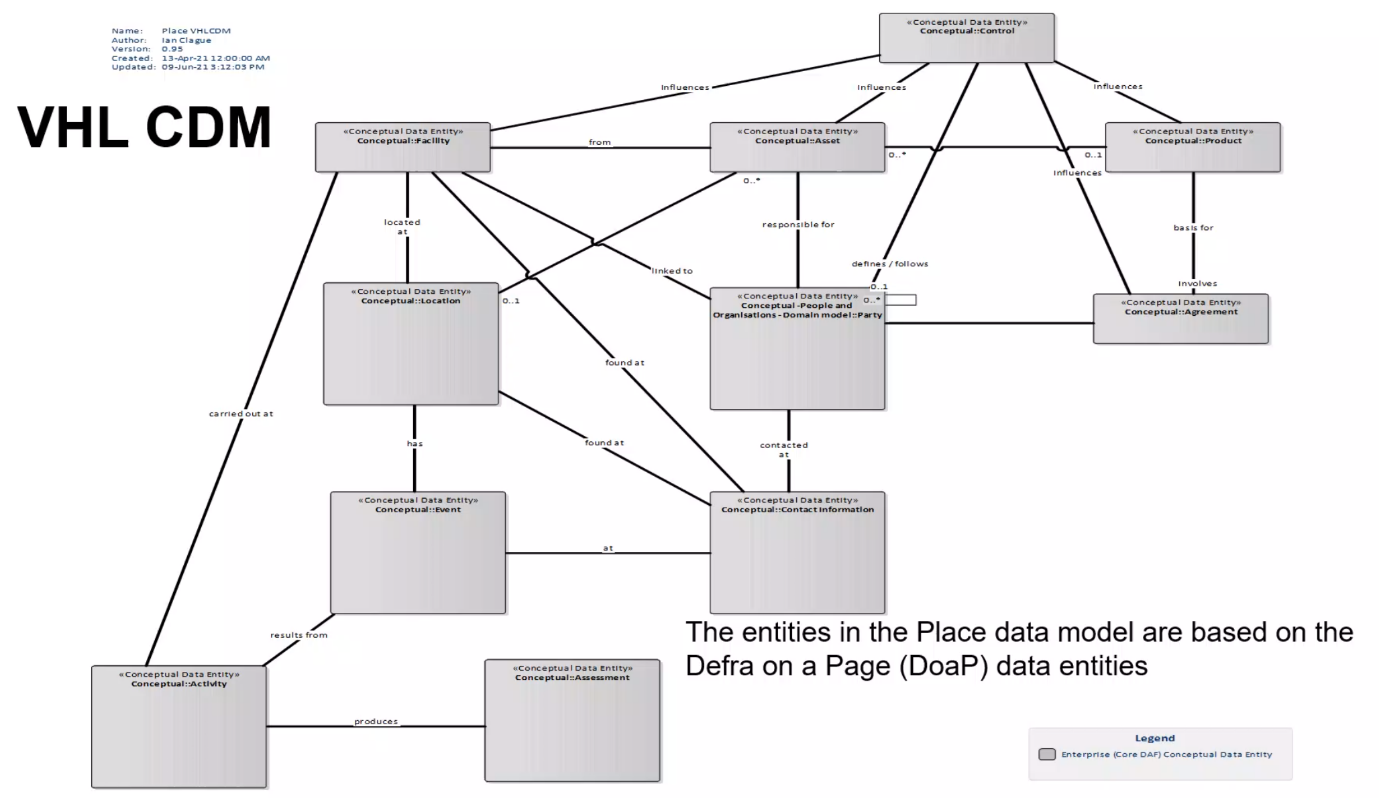 Name: Place VHLCDM
Author: Ian Clague
Version: 0.95
Created: 13-Apr-21 12:00:00 AM
Updated: 09-Jun-21 3:12:03 PM
VHL CDM
«Conceptual Data Entity»
Conceptual::Control
Influences
Influences
Influences
«Conceptual Data Entity»
Conceptual::Facility
from
«Conceptual Data Entity»
Conceptual::Asset
0..*
0..1
«Conceptual Data Entity»
Conceptual::Product
Influences
0..*
located
at
responsible for
basis for
defines / follows
linked to
Involves
«Conceptual Data Entity»
Conceptual::Location
0..1
«Conceptual Data Entity»
Conceptual -People and
Organisations - Domain model::Party
0..1
0..*
«Conceptual Data Entity»
Conceptual::Agreement
found at
carried out at
has
found at
contacted
at
«Conceptual Data Entity»
Conceptual::Event
«Conceptual Data Entity»
Conceptual::Contact Information
at
results from
The entities in the Place data model are based on the
Defra on a Page (DoaP) data entities
«Conceptual Data Entity»
Conceptual::Activity
«Conceptual Data Entity»
Conceptual::Assessment
produces
Legend
Enterprise (Core DAF) Conceptual Data Entity